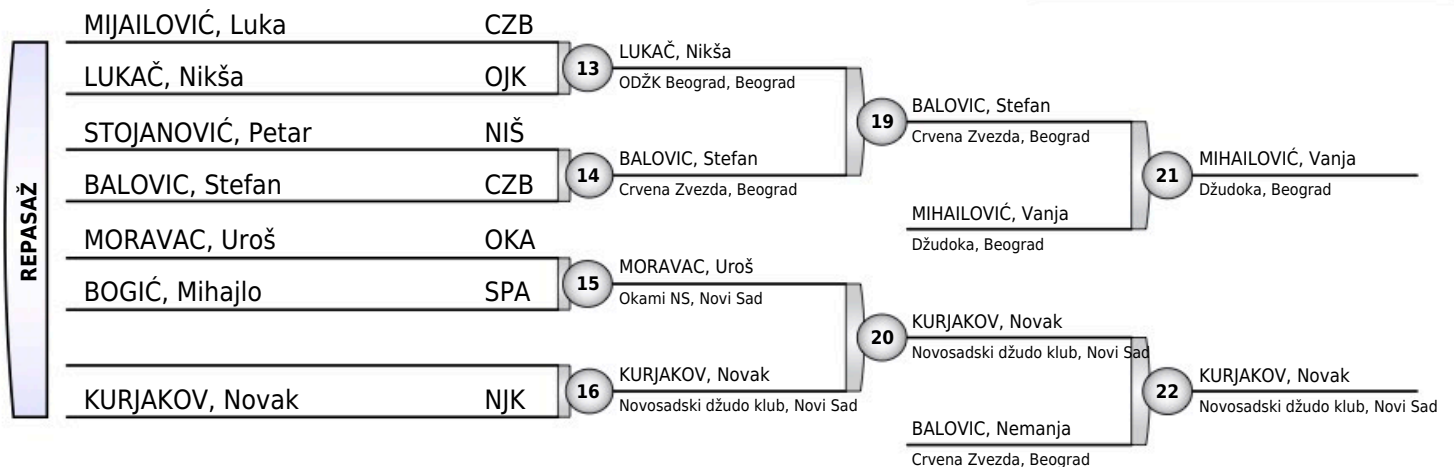 REPASAŽ
MIJAILOVIĆ, Luka CZB
LUKAČ, Nikša OJK
STOJANOVIĆ, Petar NIŠ
BALOVIC, Stefan CZB
MORAVAC, Uroš OKA
BOGIĆ, Mihajlo SPA
KURJAKOV, Novak NJK
13
LUKAČ, Nikša
ODŽK Beograd, Beograd
14
BALOVIC, Stefan
Crvena Zvezda, Beograd
15
MORAVAC, Uroš
Okami NS, Novi Sad
16
KURJAKOV, Novak
Novosadski džudo klub, Novi Sad
19
BALOVIC, Stefan
Crvena Zvezda, Beograd
MIHAILOVIĆ, Vanja
Džudoka, Beograd
20
KURJAKOV, Novak
Novosadski džudo klub, Novi Sad
BALOVIC, Nemanja
Crvena Zvezda, Beograd
21
MIHAILOVIĆ, Vanja
Džudoka, Beograd
22
KURJAKOV, Novak
Novosadski džudo klub, Novi Sad